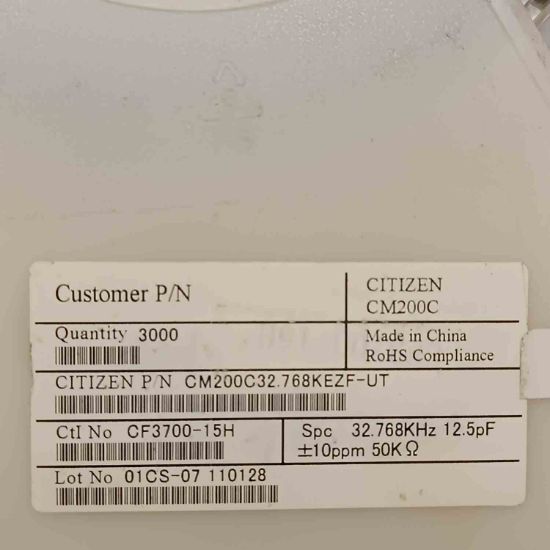 Customer P/N
CITIZEN
CM200C
Quantity 3000
Made in China
RoHS Compliance
CITIZEN P/N CM200C32.768KEZF-UT
Ctl No CF3700-15H
Spc 32.768KHz 12.5pF
±10ppm 50KΩ
Lot No 01CS-07 110128